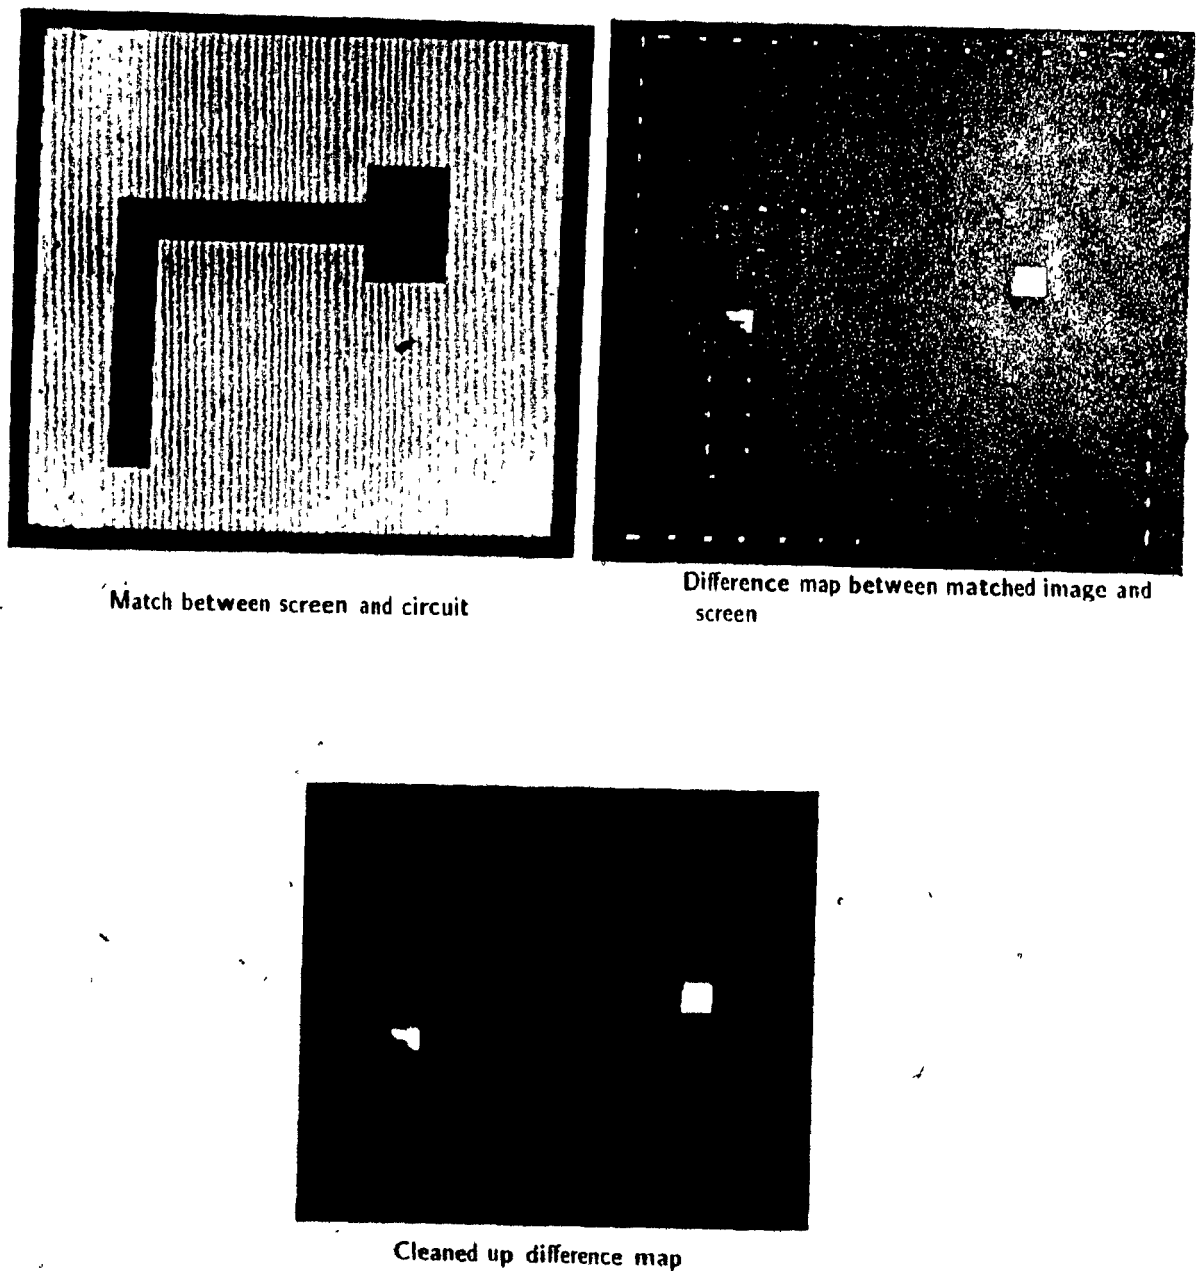 Match between screen and circuit
Difference map between matched image and
screen
Cleaned up difference map